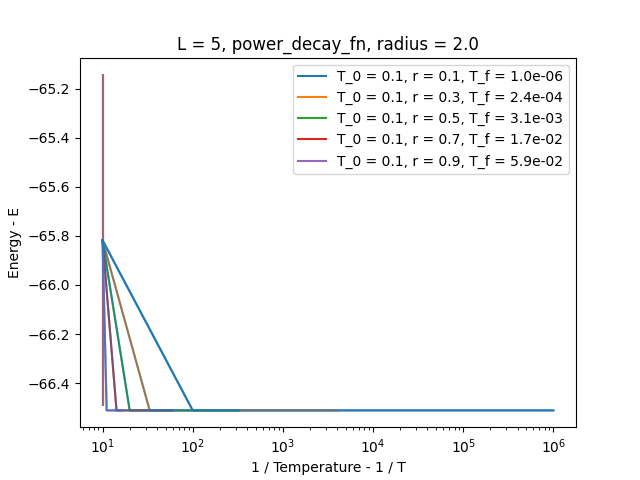 L = 5, power_decay_fn, radius = 2.0
T_0 = 0.1, r = 0.1, T_f = 1.0e-06
T_0 = 0.1, r = 0.3, T_f = 2.4e-04
T_0 = 0.1, r = 0.5, T_f = 3.1e-03
T_0 = 0.1, r = 0.7, T_f = 1.7e-02
T_0 = 0.1, r = 0.9, T_f = 5.9e-02
Energy - E
−65.2
−65.4
−65.6
−65.8
−66.0
−66.2
−66.4
10¹ 10² 10³ 10⁴ 10⁵ 10⁶
1 / Temperature - 1 / T